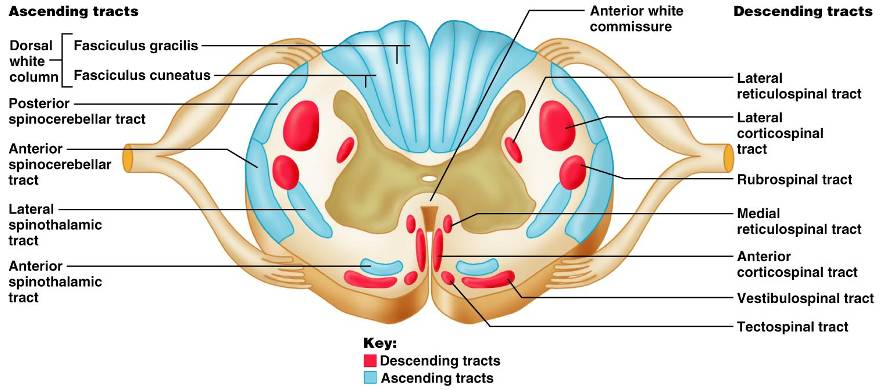 Ascending tracts
Dorsal
white
column
Fasciculus gracilis
Fasciculus cuneatus
Posterior
spinocerebellar tract
Anterior
spinocerebellar
tract
Lateral
spinothalamic
tract
Anterior
spinothalamic
tract
Anterior white
commissure
Descending tracts
Lateral
reticulospinal tract
Lateral
corticospinal
tract
Rubrospinal tract
Medial
reticulospinal tract
Anterior
corticospinal tract
Vestibulospinal tract
Tectospinal tract
Key:
Descending tracts
Ascending tracts